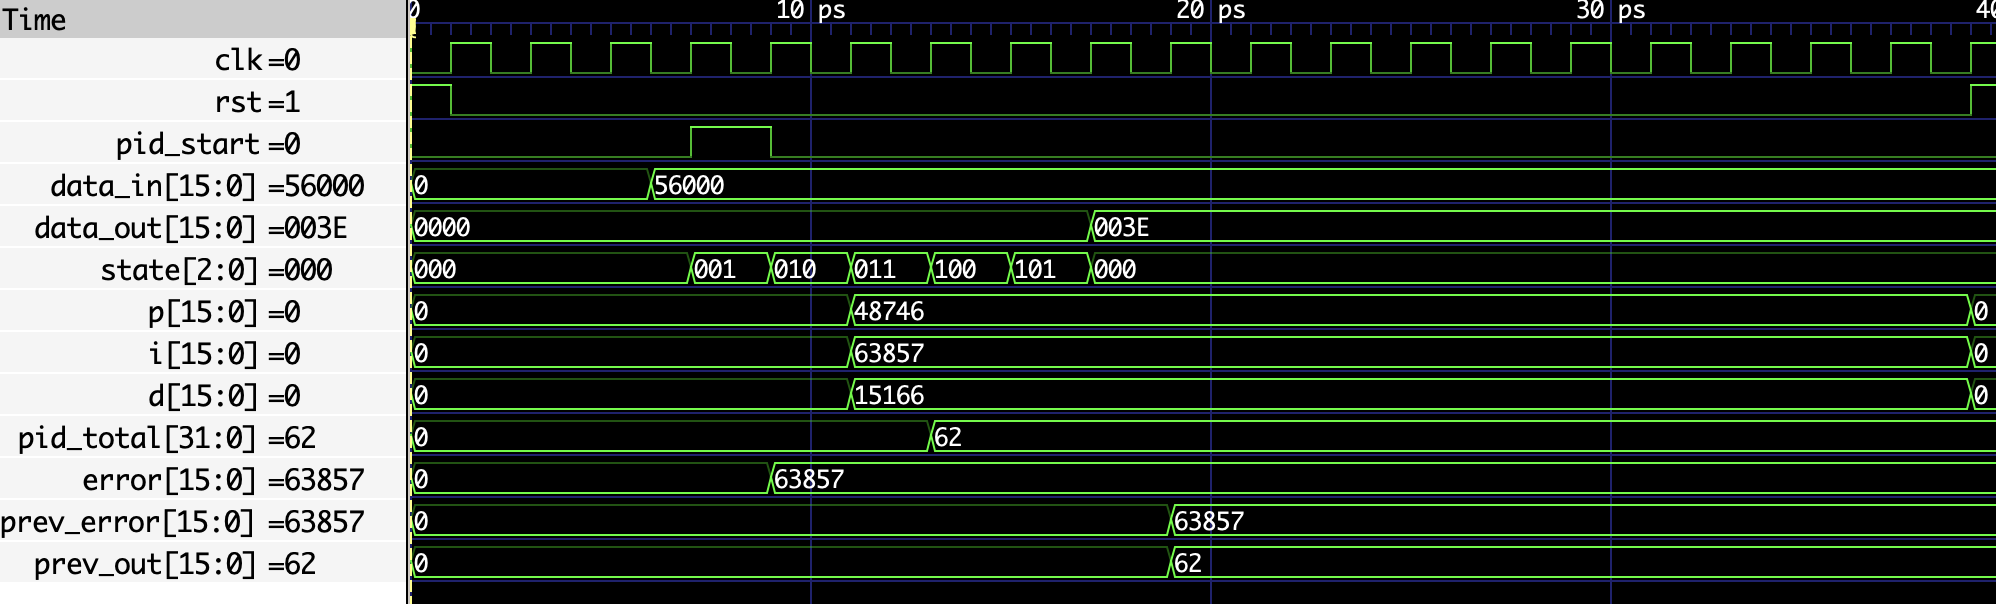 Time 0 10 ps 20 ps 30 ps 40
clk=0
rst=1
pid_start=0
data_in[15:0]=56000 0 56000
data_out[15:0]=003E 0000 003E
state[2:0]=000 000 001 010 011 100 101 000
p[15:0]=0 0 48746 0
i[15:0]=0 0 63857 0
d[15:0]=0 0 15166 0
pid_total[31:0]=62 0 62
error[15:0]=63857 0 63857
prev_error[15:0]=63857 0 63857
prev_out[15:0]=62 0 62